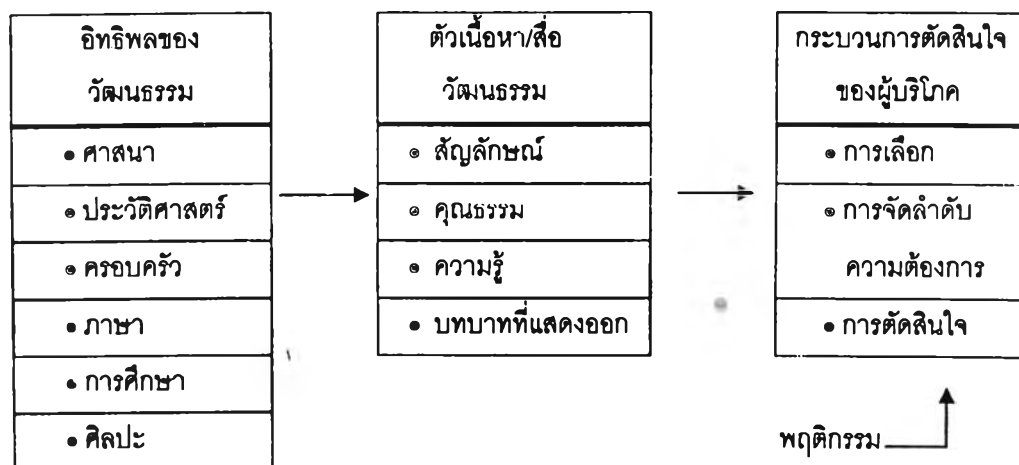 อิทธิพลของ
วัฒนธรรม
• ศาสนา
• ประวัติศาสตร์
• ครอบครัว
• ภาษา
• การศึกษา
• ศิลปะ
ตัวเนื้อหา/สื่อ
วัฒนธรรม
• สัญลักษณ์
• คุณธรรม
• ความรู้
• บทบาทที่แสดงออก
กระบวนการตัดสินใจ
ของผู้บริโภค
• การเลือก
• การจัดลำดับ
ความต้องการ
• การตัดสินใจ
พฤติกรรม